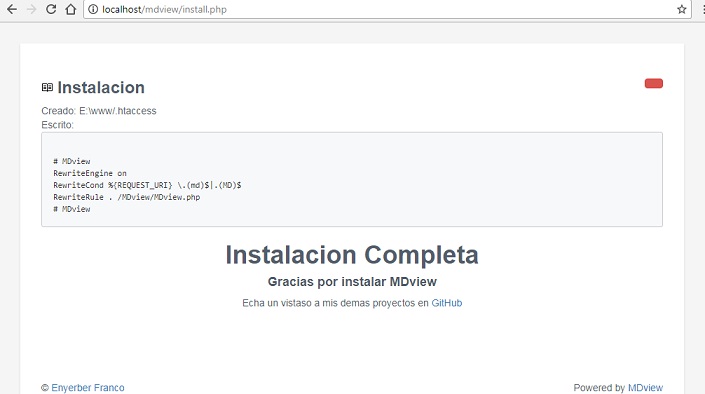 localhost/mdview/install.php
Instalacion
Creado: E:\www/.htaccess
Escrito:
# MDview
RewriteEngine on
RewriteCond %{REQUEST_URI} \.(md)$|.(MD)$
RewriteRule . /MDview/MDview.php
# MDview
Instalacion Completa
Gracias por instalar MDview
Echa un vistaso a mis demas proyectos en GitHub
© Enyerber Franco
Powered by MDview